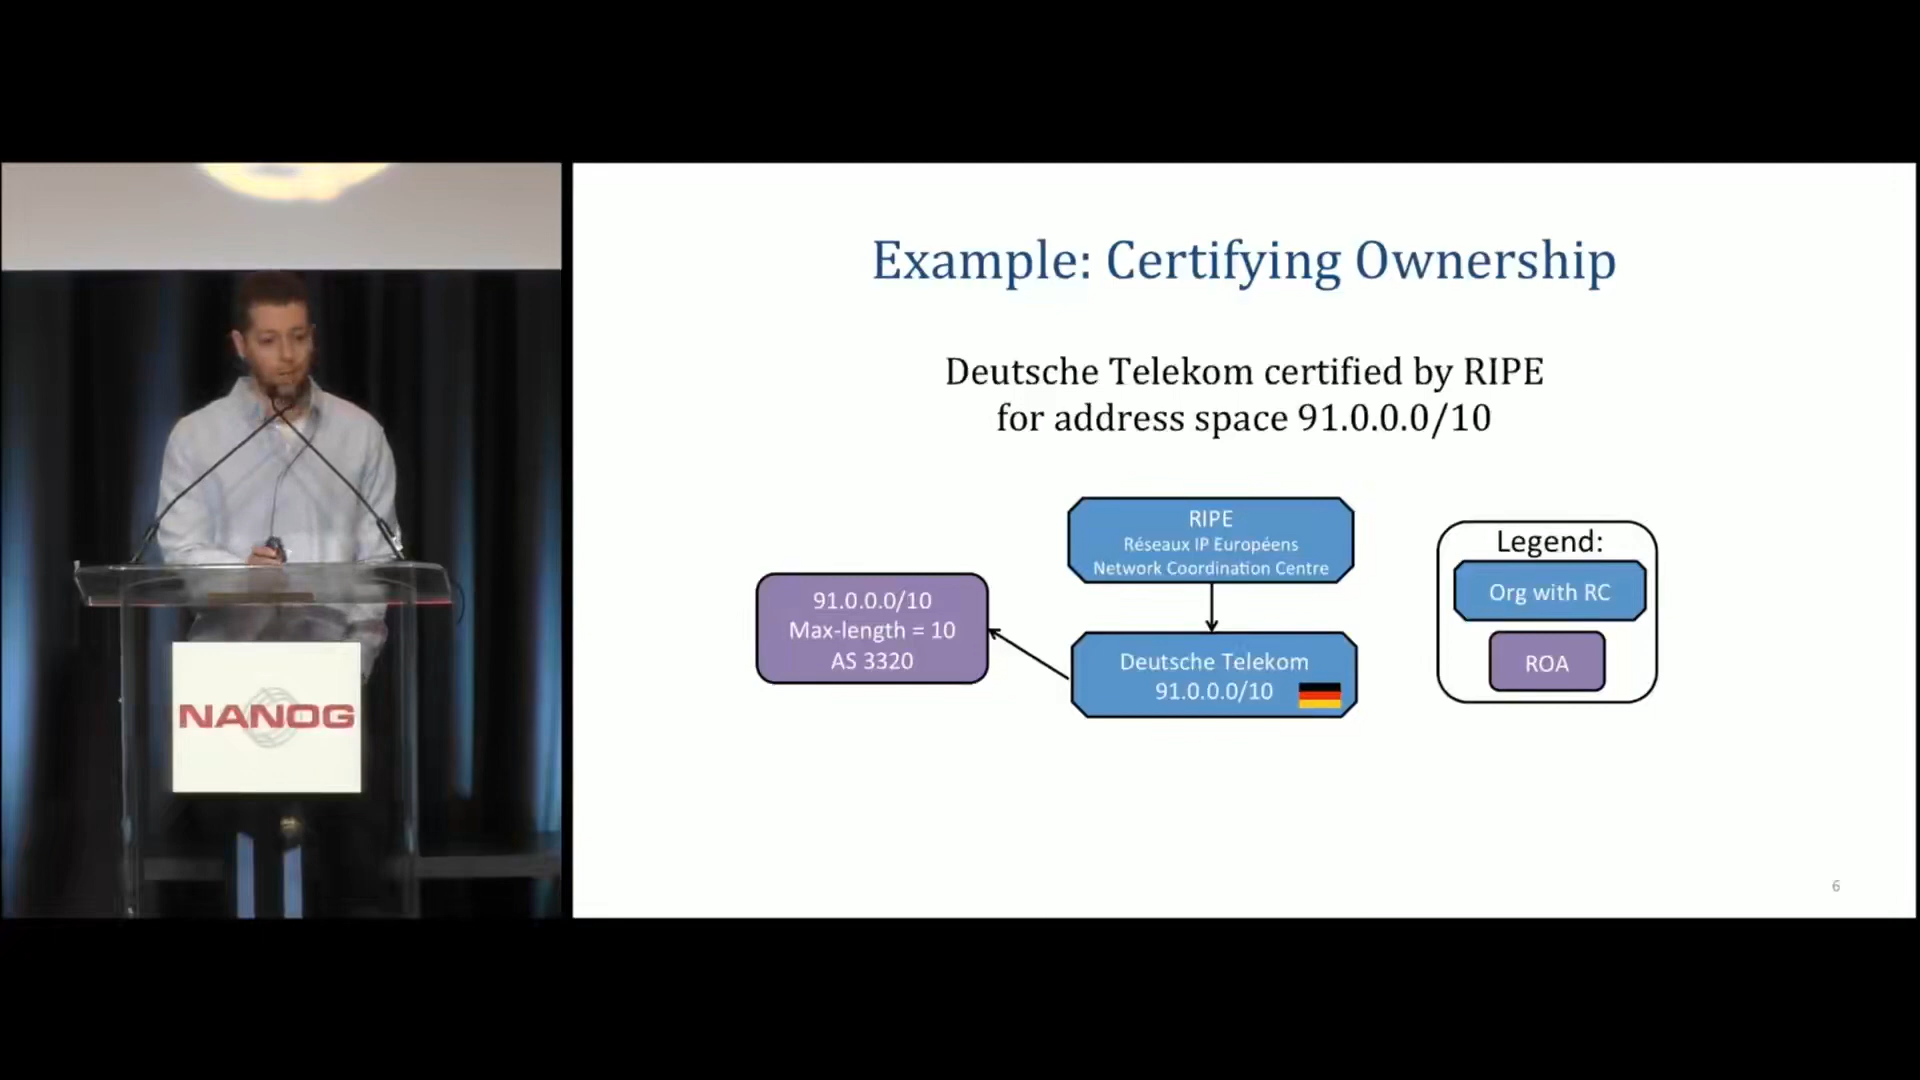 Example: Certifying Ownership
Deutsche Telekom certified by RIPE
for address space 91.0.0.0/10
RIPE
Réseaux IP Européens
Network Coordination Centre
91.0.0.0/10
Max-length = 10
AS 3320
Deutsche Telekom
91.0.0.0/10
Legend:
Org with RC
ROA
NANOG
6